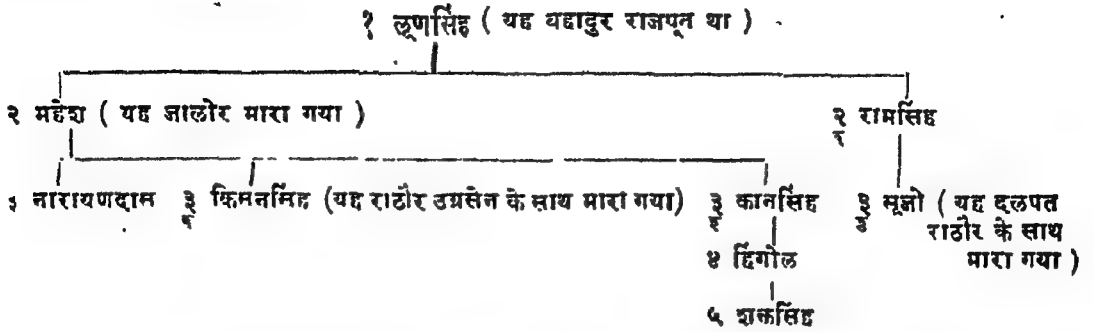 १ लूणसिंह ( यह बहादुर राजपूत था )
२ महेश ( यह जालोर मारा गया )
२ रामसिंह
३ नारायणदास ३ किसनसिंह (यह राठौर उग्रसेन के साथ मारा गया) ३ कानसिंह ३ सूजो ( यह दलपत
राठौर के साथ
मारा गया )
४ हिंगोल
५ शक्तसिंह